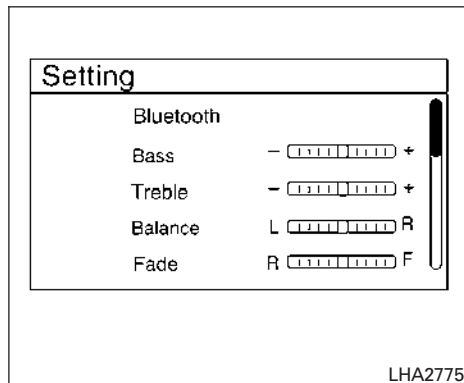 Setting
Bluetooth
Bass - +
Treble - +
Balance L R
Fade R F
LHA2775